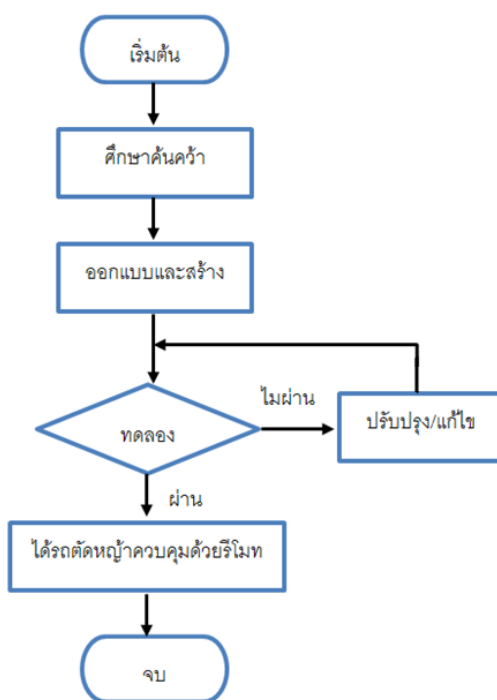 เริ่มต้น
ศึกษาค้นคว้า
ออกแบบและสร้าง
ทดลอง
ไมผ่าน
ปรับปรุง/แก้ไข
ผ่าน
ได้รถตัดหญ้าควบคุมด้วยรีโมท
จบ